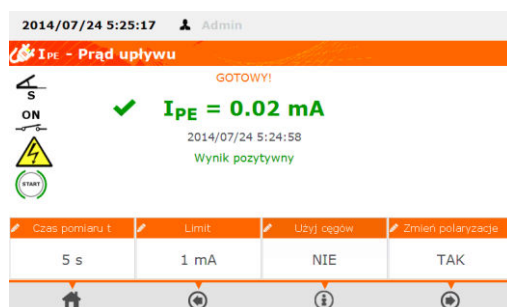 2014/07/24 5:25:17 Admin
IPE - Prąd upływu
GOTOWY!
S
ON
IPE = 0.02 mA
2014/07/24 5:24:58
Wynik pozytywny
START
Czas pomiaru t Limit Użyj cęgów Zmień polaryzacje
5 s 1 mA NIE TAK